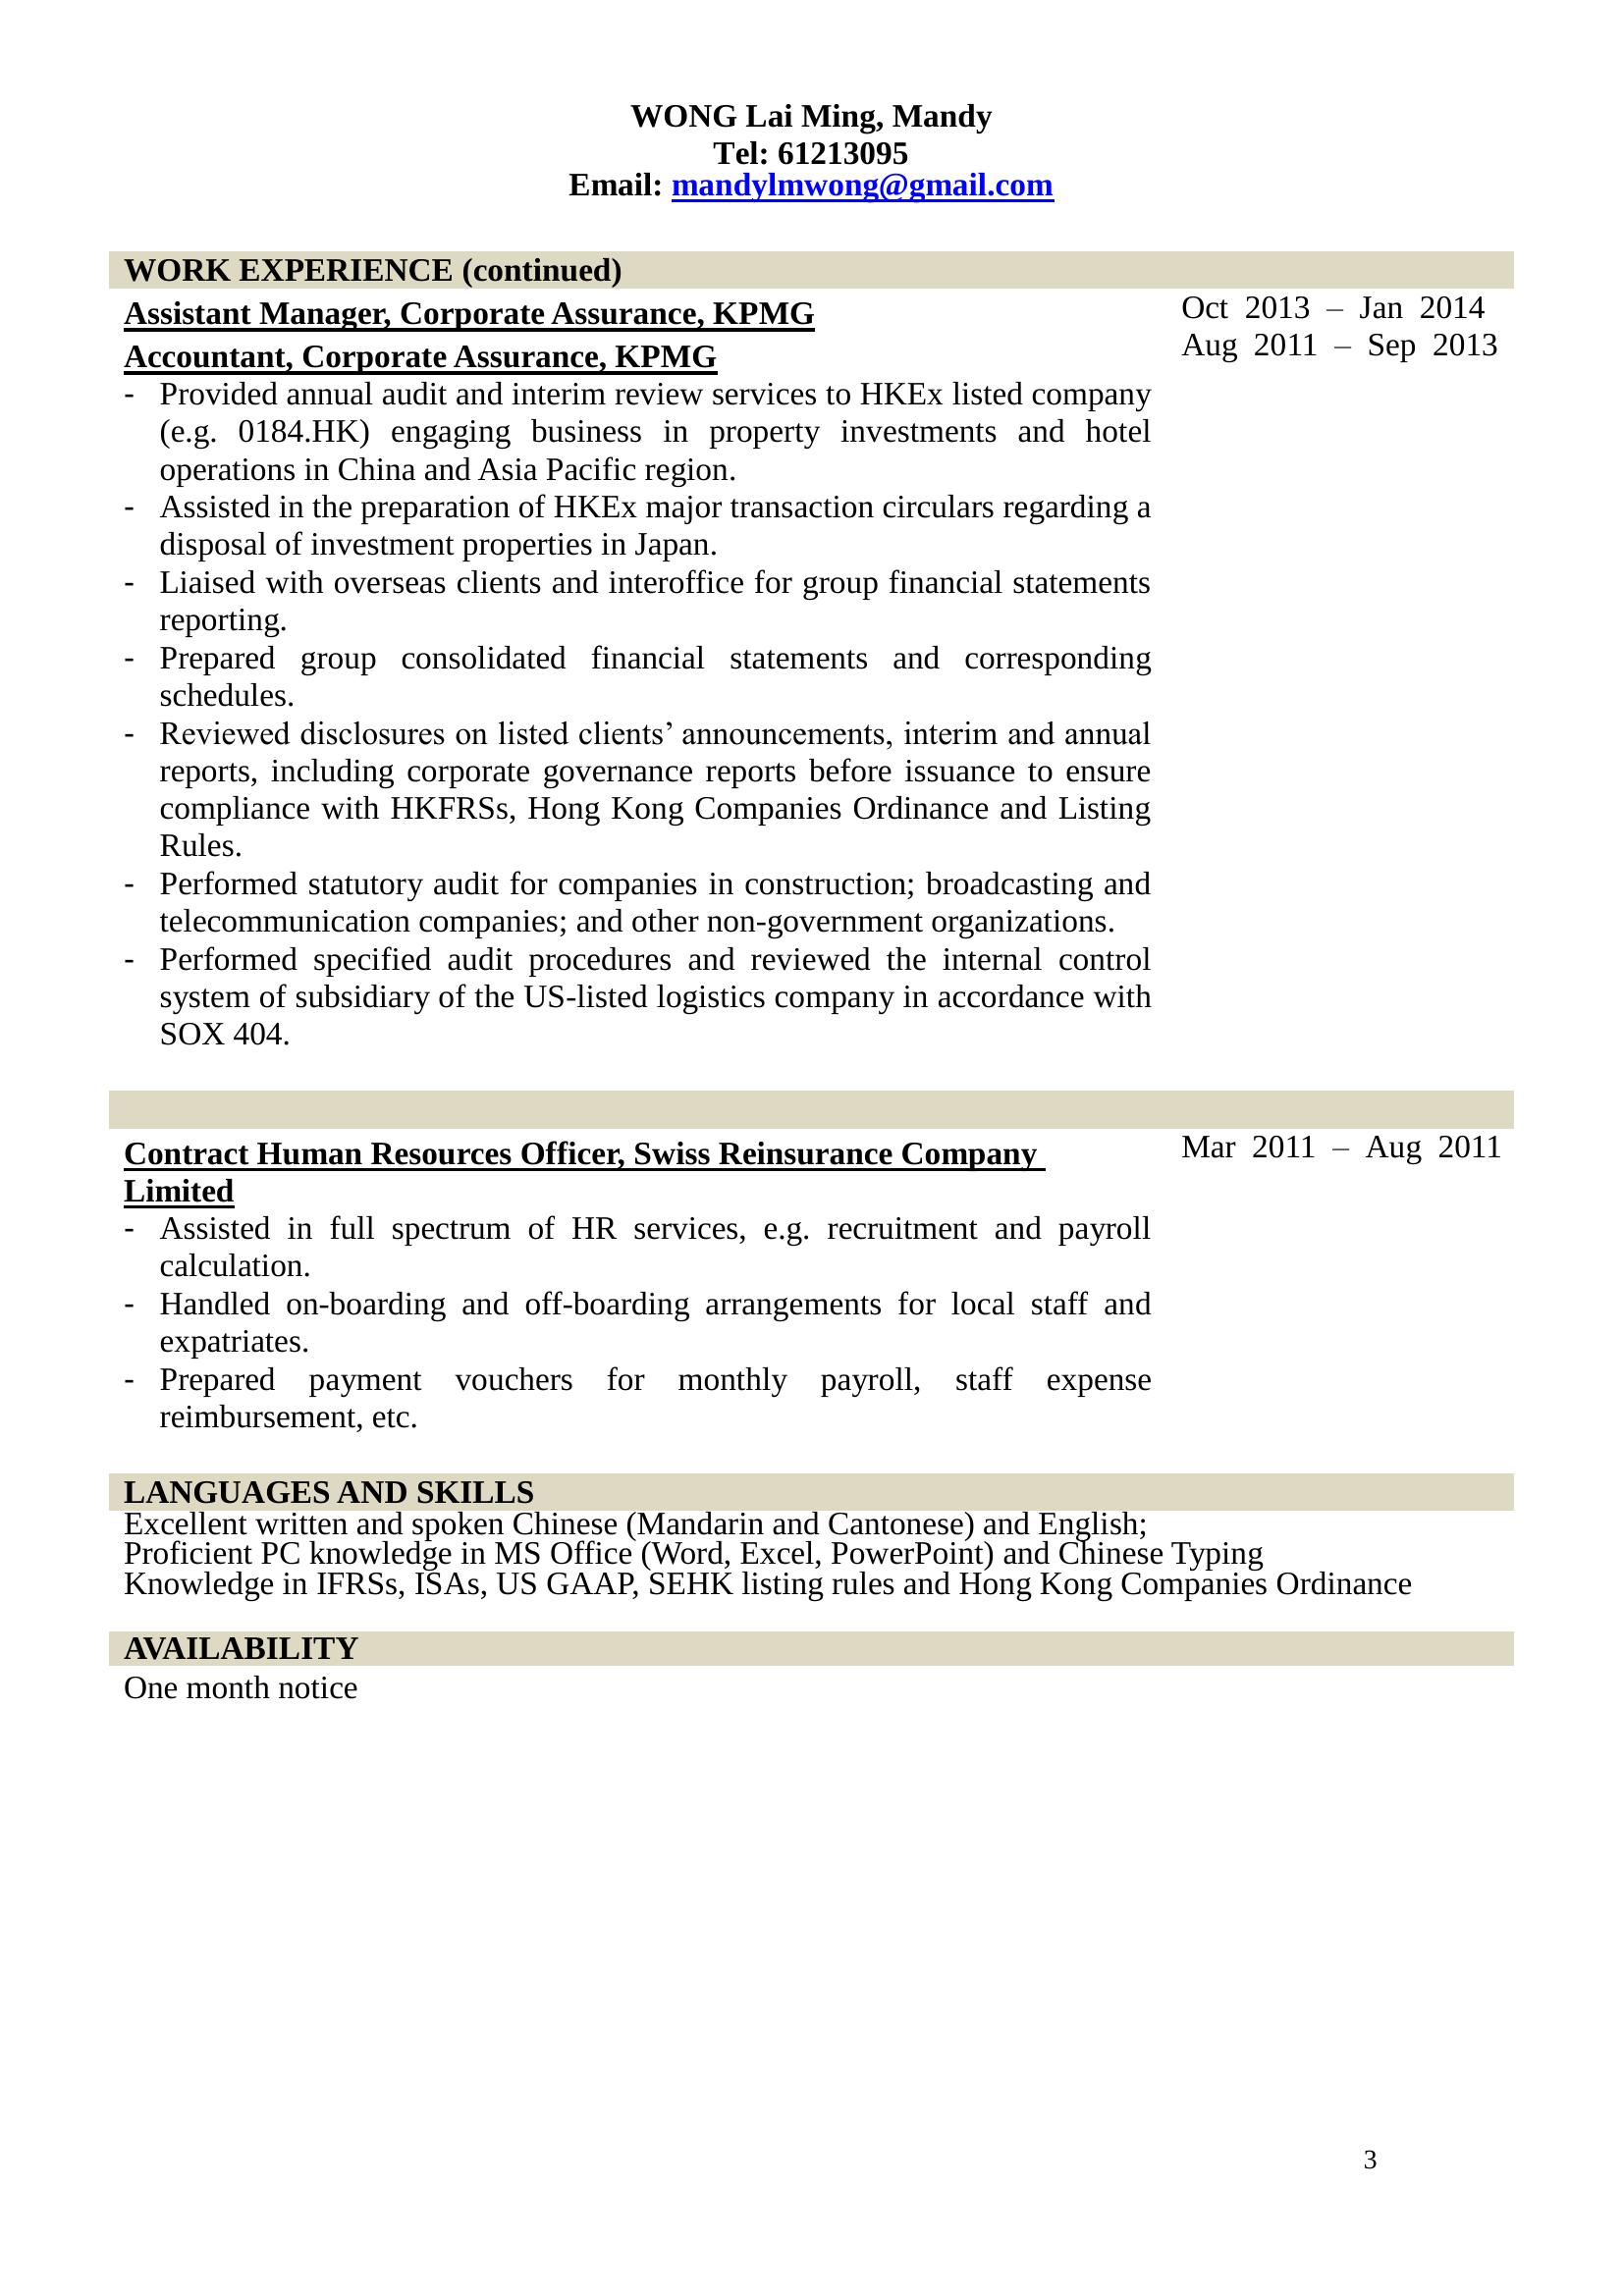 WONG Lai Ming, Mandy
Tel: 61213095
Email: mandylmwong@gmail.com
WORK EXPERIENCE (continued)
Assistant Manager, Corporate Assurance, KPMG
Oct 2013 – Jan 2014
Accountant, Corporate Assurance, KPMG
Aug 2011 – Sep 2013
- Provided annual audit and interim review services to HKEx listed company
(e.g. 0184.HK) engaging business in property investments and hotel
operations in China and Asia Pacific region.
- Assisted in the preparation of HKEx major transaction circulars regarding a
disposal of investment properties in Japan.
- Liaised with overseas clients and interoffice for group financial statements
reporting.
- Prepared group consolidated financial statements and corresponding
schedules.
- Reviewed disclosures on listed clients’ announcements, interim and annual
reports, including corporate governance reports before issuance to ensure
compliance with HKFRSs, Hong Kong Companies Ordinance and Listing
Rules.
- Performed statutory audit for companies in construction; broadcasting and
telecommunication companies; and other non-government organizations.
- Performed specified audit procedures and reviewed the internal control
system of subsidiary of the US-listed logistics company in accordance with
SOX 404.
Contract Human Resources Officer, Swiss Reinsurance Company
Limited
Mar 2011 – Aug 2011
- Assisted in full spectrum of HR services, e.g. recruitment and payroll
calculation.
- Handled on-boarding and off-boarding arrangements for local staff and
expatriates.
- Prepared payment vouchers for monthly payroll, staff expense
reimbursement, etc.
LANGUAGES AND SKILLS
Excellent written and spoken Chinese (Mandarin and Cantonese) and English;
Proficient PC knowledge in MS Office (Word, Excel, PowerPoint) and Chinese Typing
Knowledge in IFRSs, ISAs, US GAAP, SEHK listing rules and Hong Kong Companies Ordinance
AVAILABILITY
One month notice
3